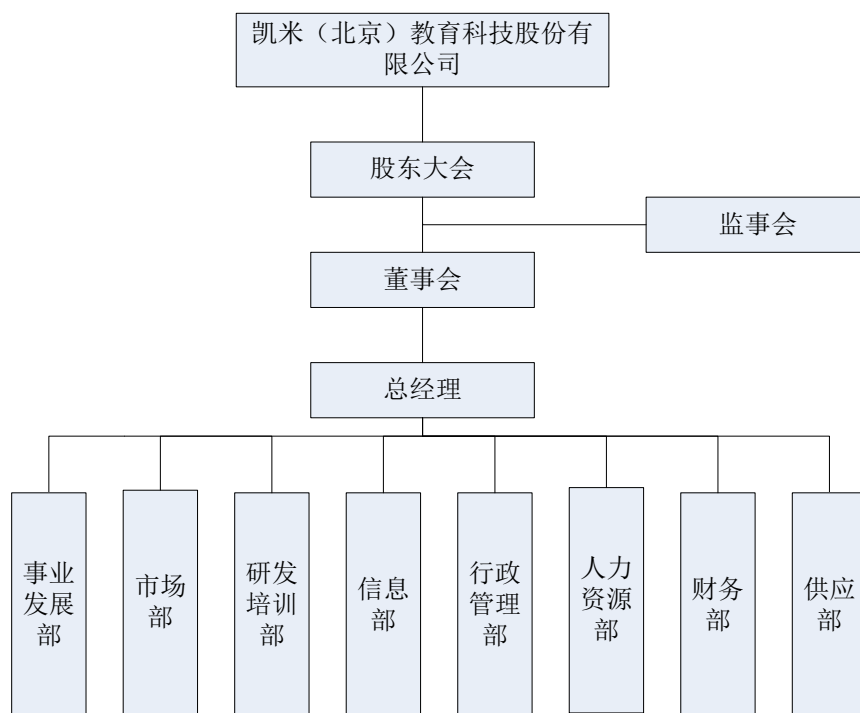 凯米（北京）教育科技股份有
限公司
股东大会
监事会
董事会
总经理
事业
发展
部
市场
部
研发
培训
部
信息
部
行政
管理
部
人力
资源
部
财务
部
供应
部